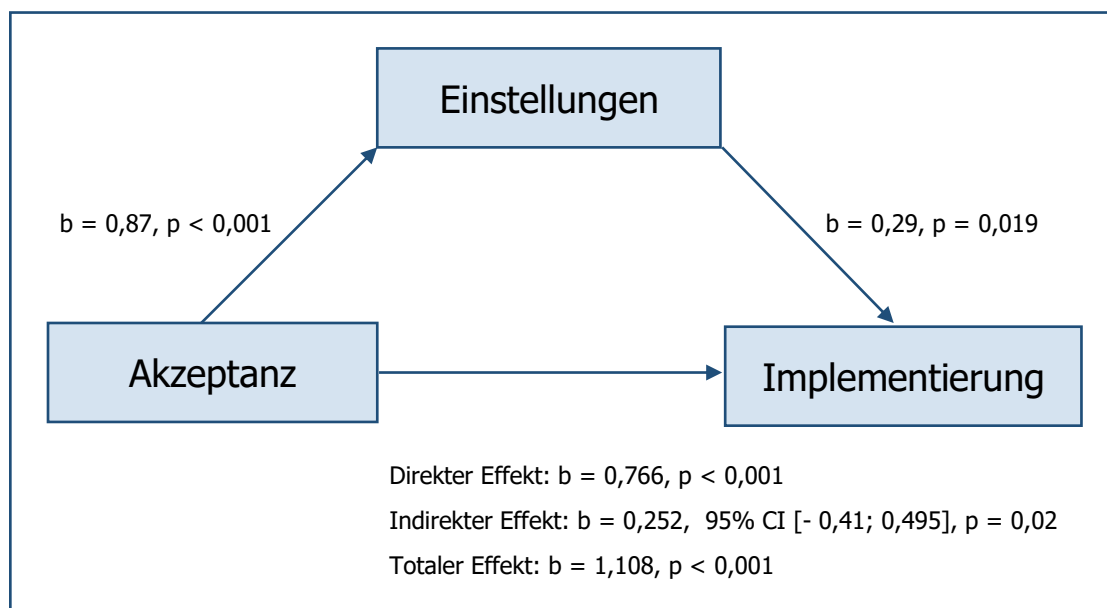 Einstellungen
b = 0,87, p < 0,001
b = 0,29, p = 0,019
Akzeptanz
Implementierung
Direkter Effekt: b = 0,766, p < 0,001
Indirekter Effekt: b = 0,252,  95% CI [- 0,41; 0,495], p = 0,02
Totaler Effekt: b = 1,108, p < 0,001